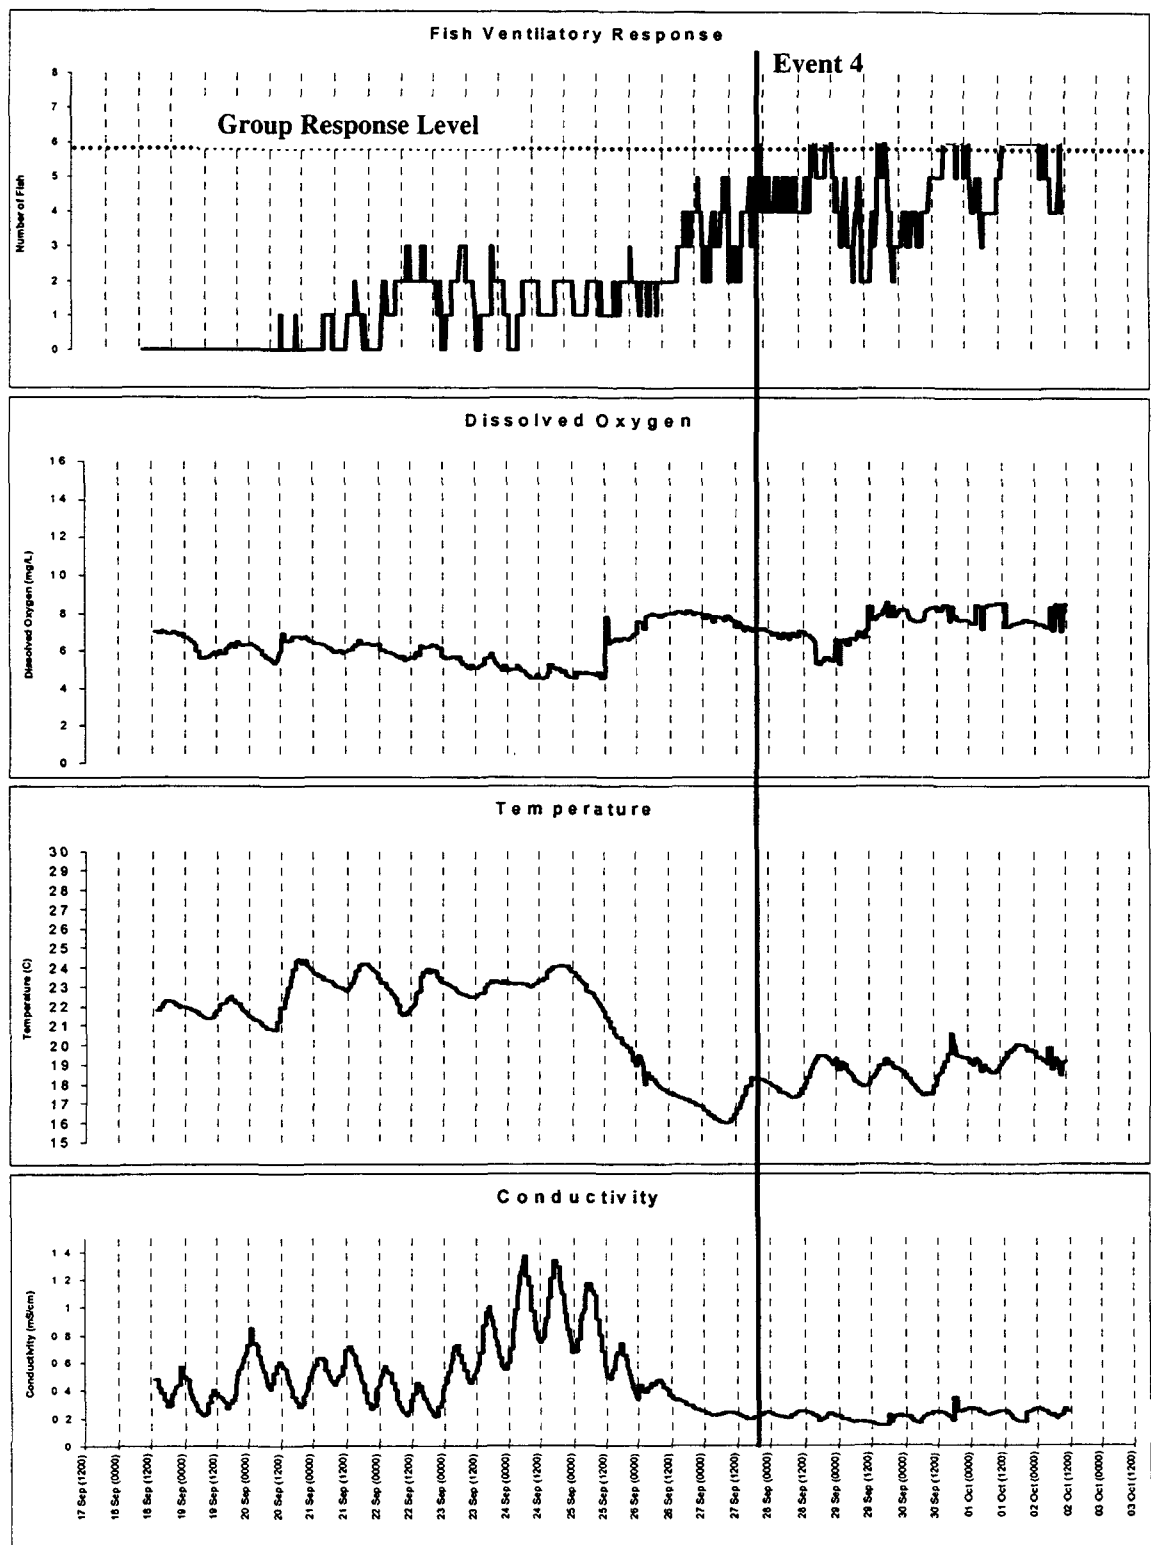 Fish Ventilatory Response
Event 4
Group Response Level
Number of Fish
8
7
6
5
4
3
2
1
0
Dissolved Oxygen
Dissolved Oxygen (mg/L)
16
14
12
10
8
6
4
2
0
Temperature
Temperature (C)
30
29
28
27
26
25
24
23
22
21
20
19
18
17
16
15
Conductivity
Conductivity (mS/cm)
1 4
1 2
1
0 8
0 6
0 4
0 2
0
17 Sep (1200)
18 Sep (0000)
18 Sep (1200)
19 Sep (0000)
19 Sep (1200)
20 Sep (0000)
20 Sep (1200)
21 Sep (0000)
21 Sep (1200)
22 Sep (0000)
22 Sep (1200)
23 Sep (0000)
23 Sep (1200)
24 Sep (0000)
24 Sep (1200)
25 Sep (0000)
25 Sep (1200)
26 Sep (0000)
26 Sep (1200)
27 Sep (0000)
27 Sep (1200)
28 Sep (0000)
28 Sep (1200)
29 Sep (0000)
29 Sep (1200)
30 Sep (0000)
30 Sep (1200)
01 Oct (0000)
01 Oct (1200)
02 Oct (0000)
02 Oct (1200)
03 Oct (0000)
03 Oct (1200)